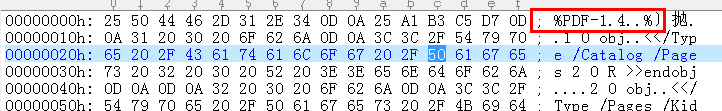 00000000h: 25 50 44 46 2D 31 2E 34 0D 0A 25 A1 B3 C5 D7 0D ; %PDF-1.4..%〕抛.
00000010h: 0A 31 20 30 20 6F 62 6A 0D 0A 3C 3C 2F 54 79 70 ; .1 0 obj..<</Typ
00000020h: 65 20 2F 43 61 74 61 6C 6F 67 20 2F 50 61 67 65 ; e /Catalog /Page
00000030h: 73 20 32 20 30 20 52 20 3E 3E 65 6E 64 6F 62 6A ; s 2 0 R >>endobj
00000040h: 0D 0A 0D 0A 32 20 30 20 6F 62 6A 0D 0A 3C 3C 2F ; ....2 0 obj..<</
00000050h: 54 79 70 65 20 2F 50 61 67 65 73 20 2F 4B 69 64 ; Type /Pages /Kid